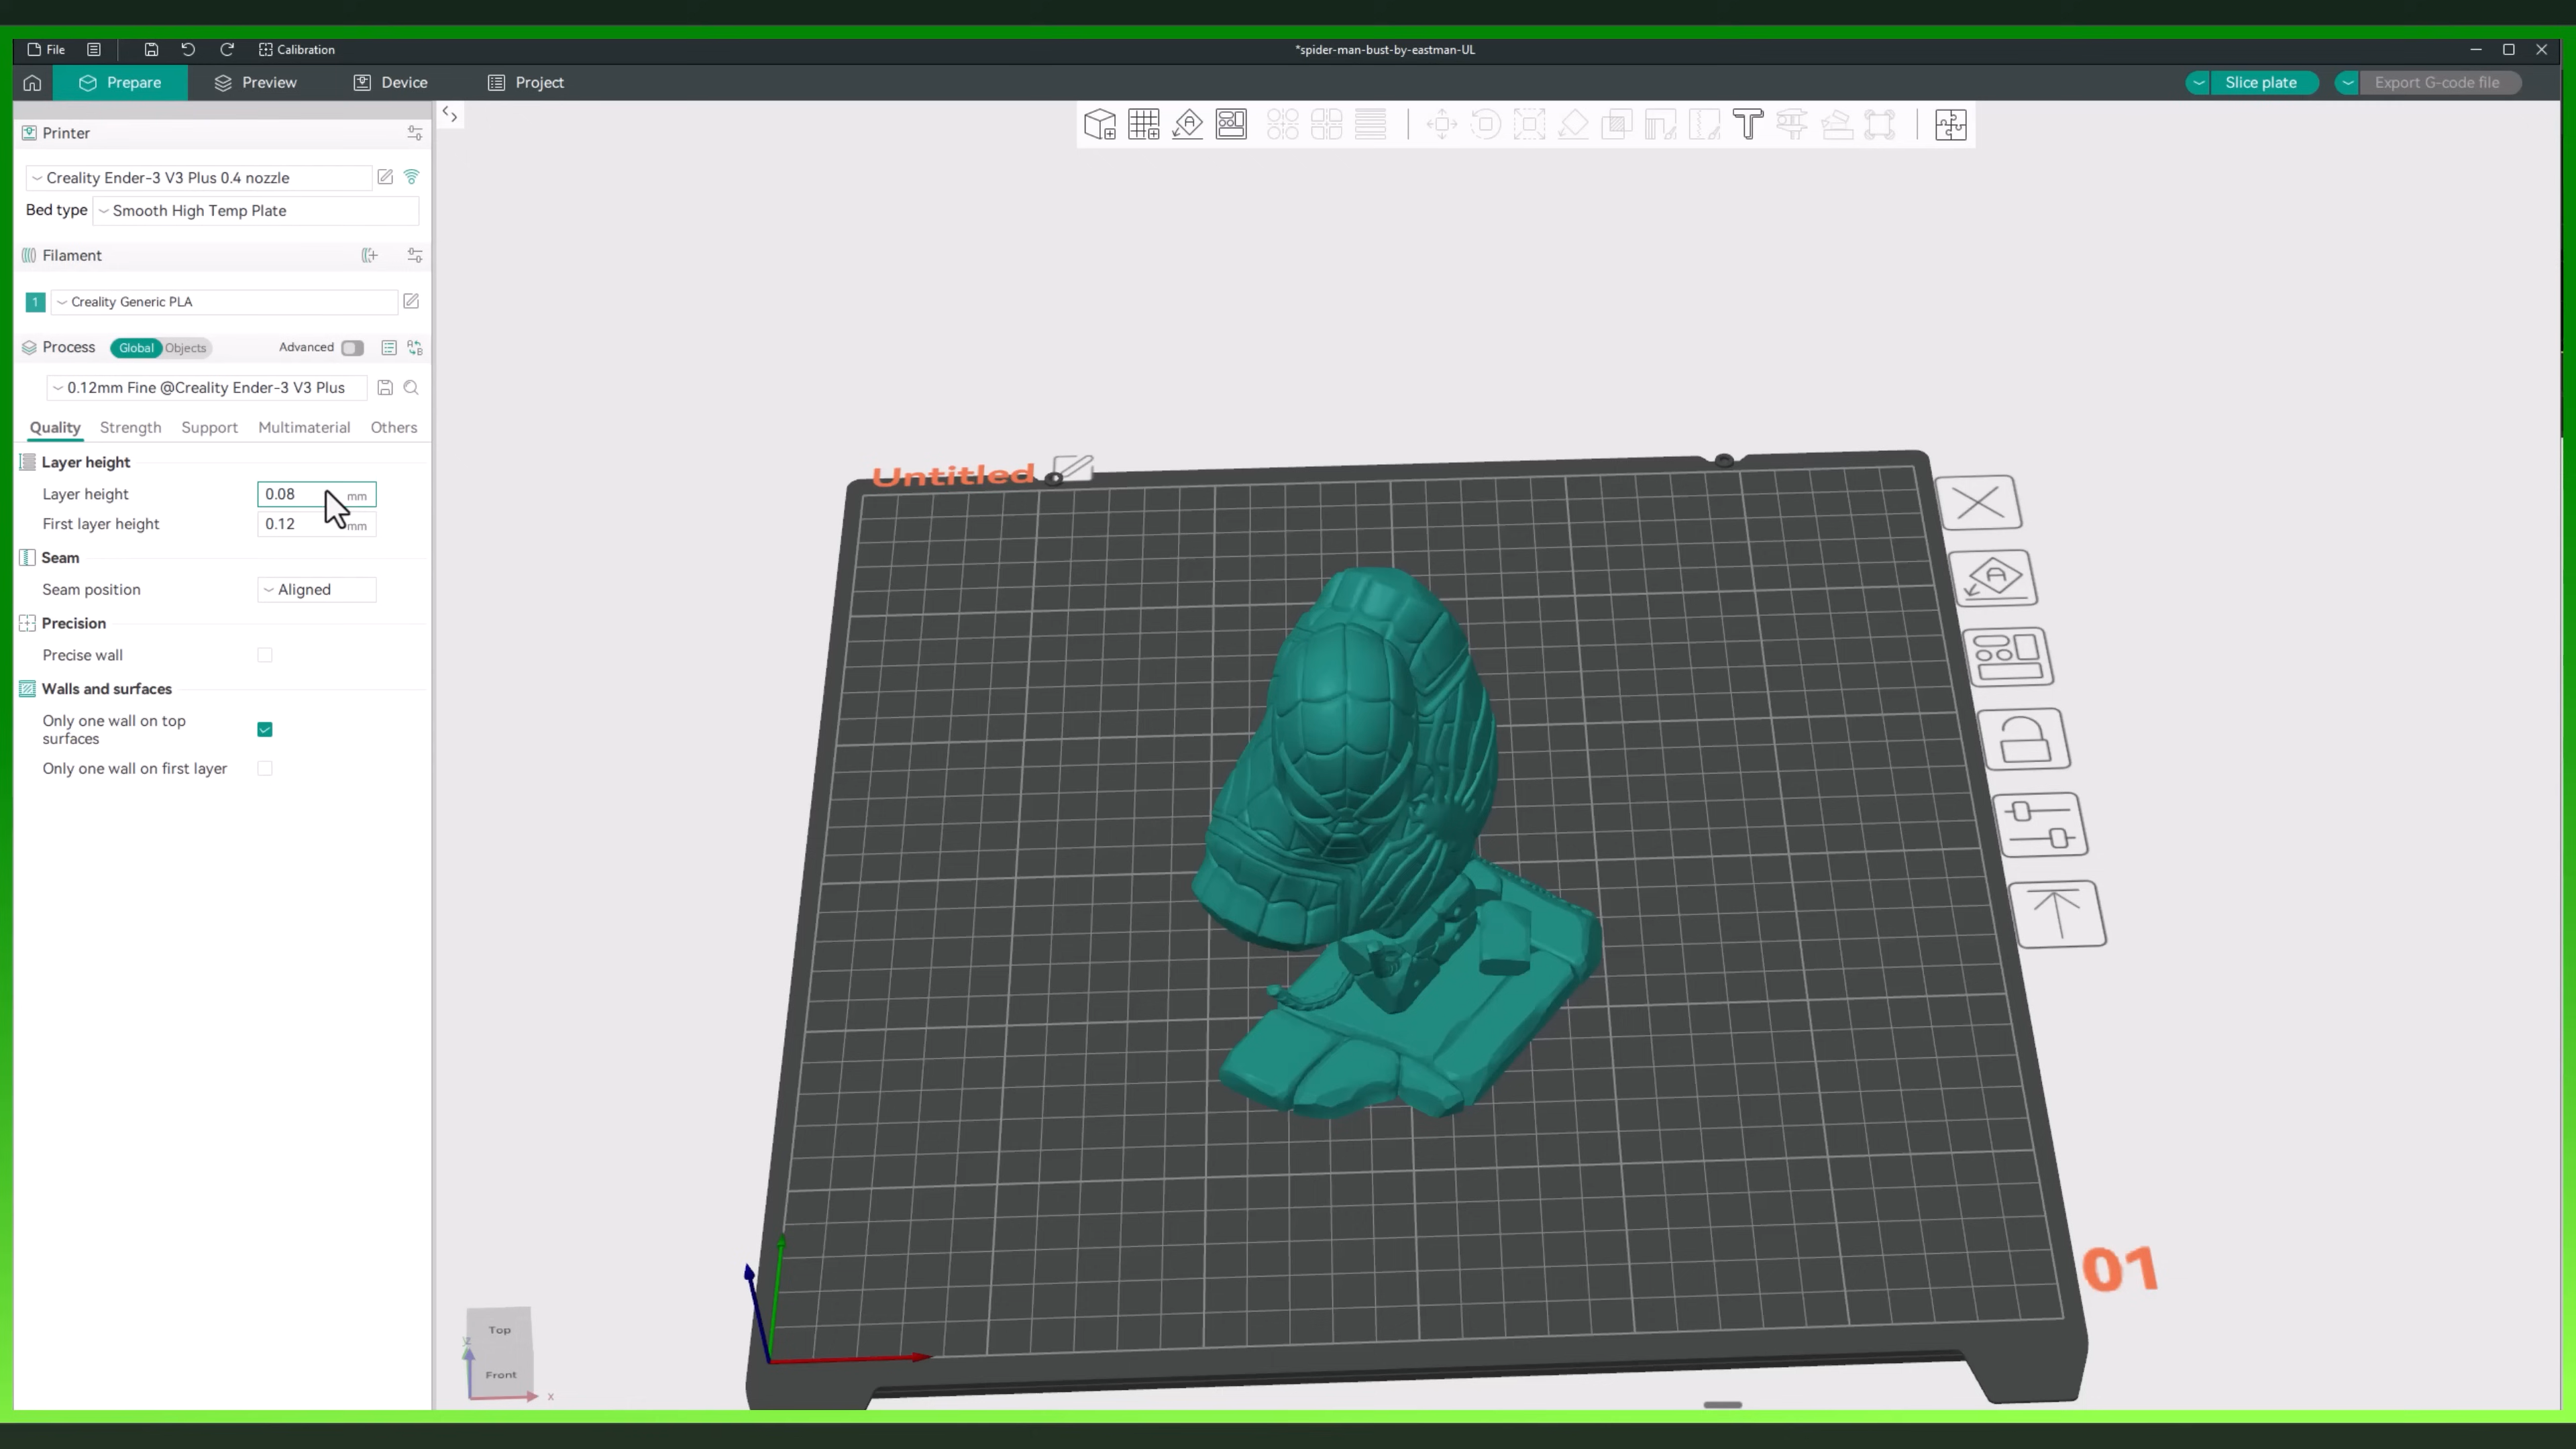 File
Calibration
*spider-man-bust-by-eastman-UL
Prepare
Preview
Device
Project
Slice plate
Export G-code file
Printer
Creality Ender-3 V3 Plus 0.4 nozzle
Bed type
Smooth High Temp Plate
Filament
1
Creality Generic PLA
Process
Global
Objects
Advanced
0.12mm Fine @Creality Ender-3 V3 Plus
Quality
Strength
Support
Multimaterial
Others
Layer height
Layer height
0.08
mm
First layer height
0.12
mm
Seam
Seam position
Aligned
Precision
Precise wall
Walls and surfaces
Only one wall on top
surfaces
Only one wall on first layer
Untitled
01
Top
Front
z
x